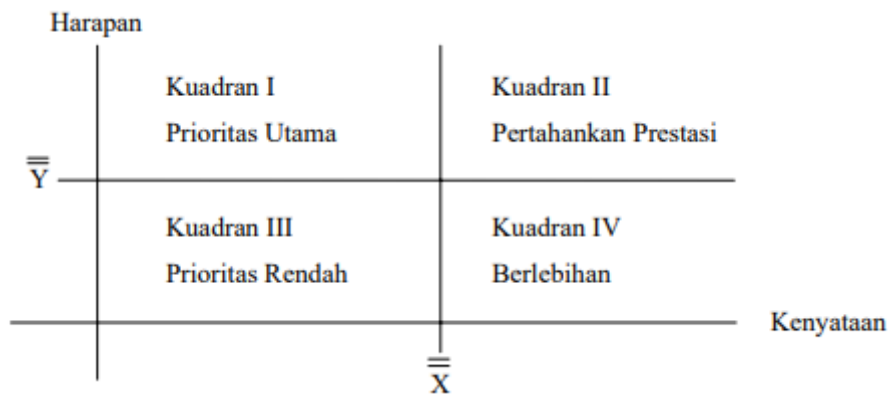 Harapan
Kuadran I
Prioritas Utama
Kuadran II
Pertahankan Prestasi
Y
Kuadran III
Prioritas Rendah
Kuadran IV
Berlebihan
Kenyataan
X